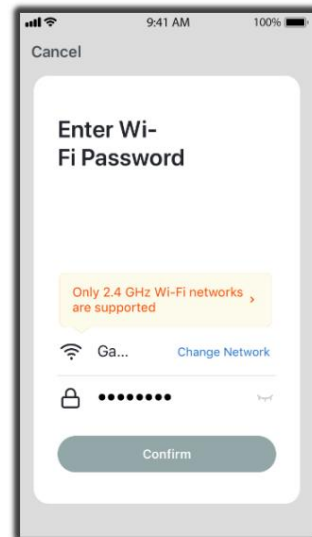 9:41 AM 100%
Cancel
Enter Wi-
Fi Password
Only 2.4 GHz Wi-Fi networks
are supported
Ga... Change Network
••••••••
Confirm